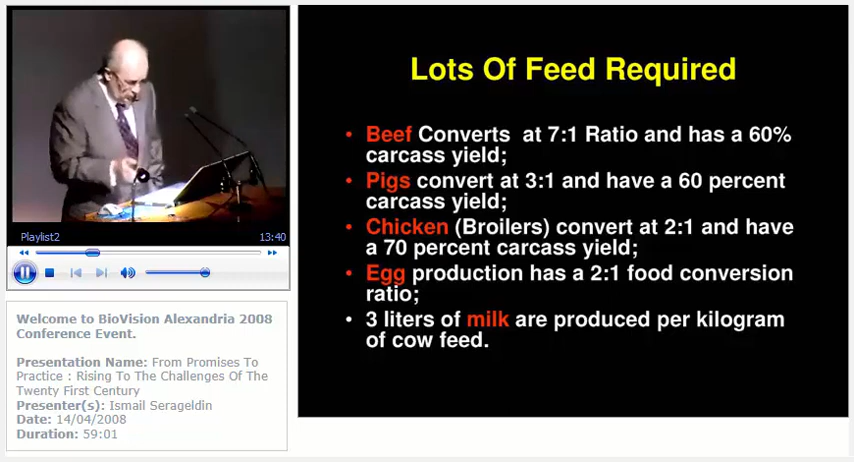 Playlist2
13:40
Welcome to BioVision Alexandria 2008
Conference Event.
Presentation Name: From Promises To
Practice : Rising To The Challenges Of The
Twenty First Century
Presenter(s): Ismail Serageldin
Date: 14/04/2008
Duration: 59:01
Lots Of Feed Required
• Beef Converts at 7:1 Ratio and has a 60%
carcass yield;
• Pigs convert at 3:1 and have a 60 percent
carcass yield;
• Chicken (Broilers) convert at 2:1 and have
a 70 percent carcass yield;
• Egg production has a 2:1 food conversion
ratio;
• 3 liters of milk are produced per kilogram
of cow feed.